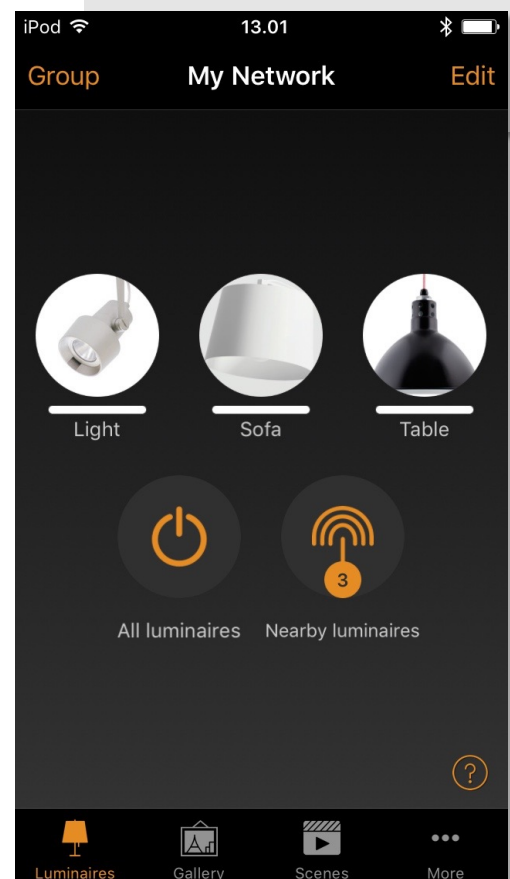 iPod 13.01
Group My Network Edit
Light Sofa Table
3
All luminaires Nearby luminaires
?
Luminaires Gallery Scenes More